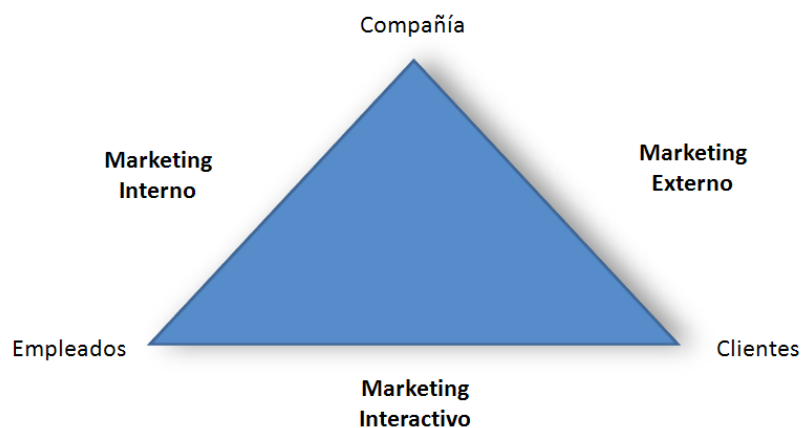 Compañía
Marketing
Interno
Marketing
Externo
Empleados
Clientes
Marketing
Interactivo